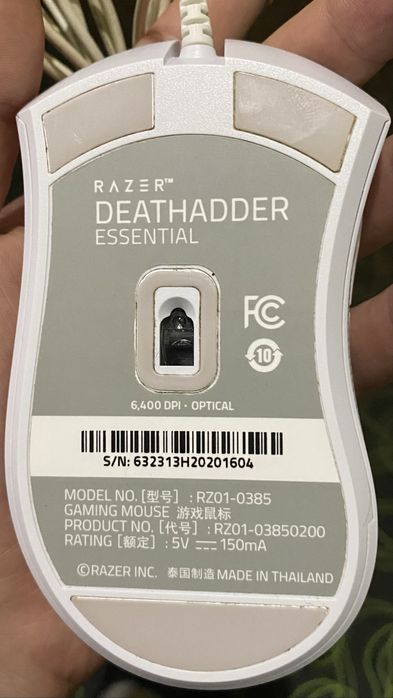 RAZER™
DEATHADDER
ESSENTIAL
FC
10
6,400 DPI · OPTICAL
S/N: 632313H20201604
MODEL NO. [型号] : RZ01-0385
GAMING MOUSE 游戏鼠标
PRODUCT NO. [代号] : RZ01-03850200
RATING [额定] : 5V ⎓ 150mA
©RAZER INC. 泰国制造 MADE IN THAILAND